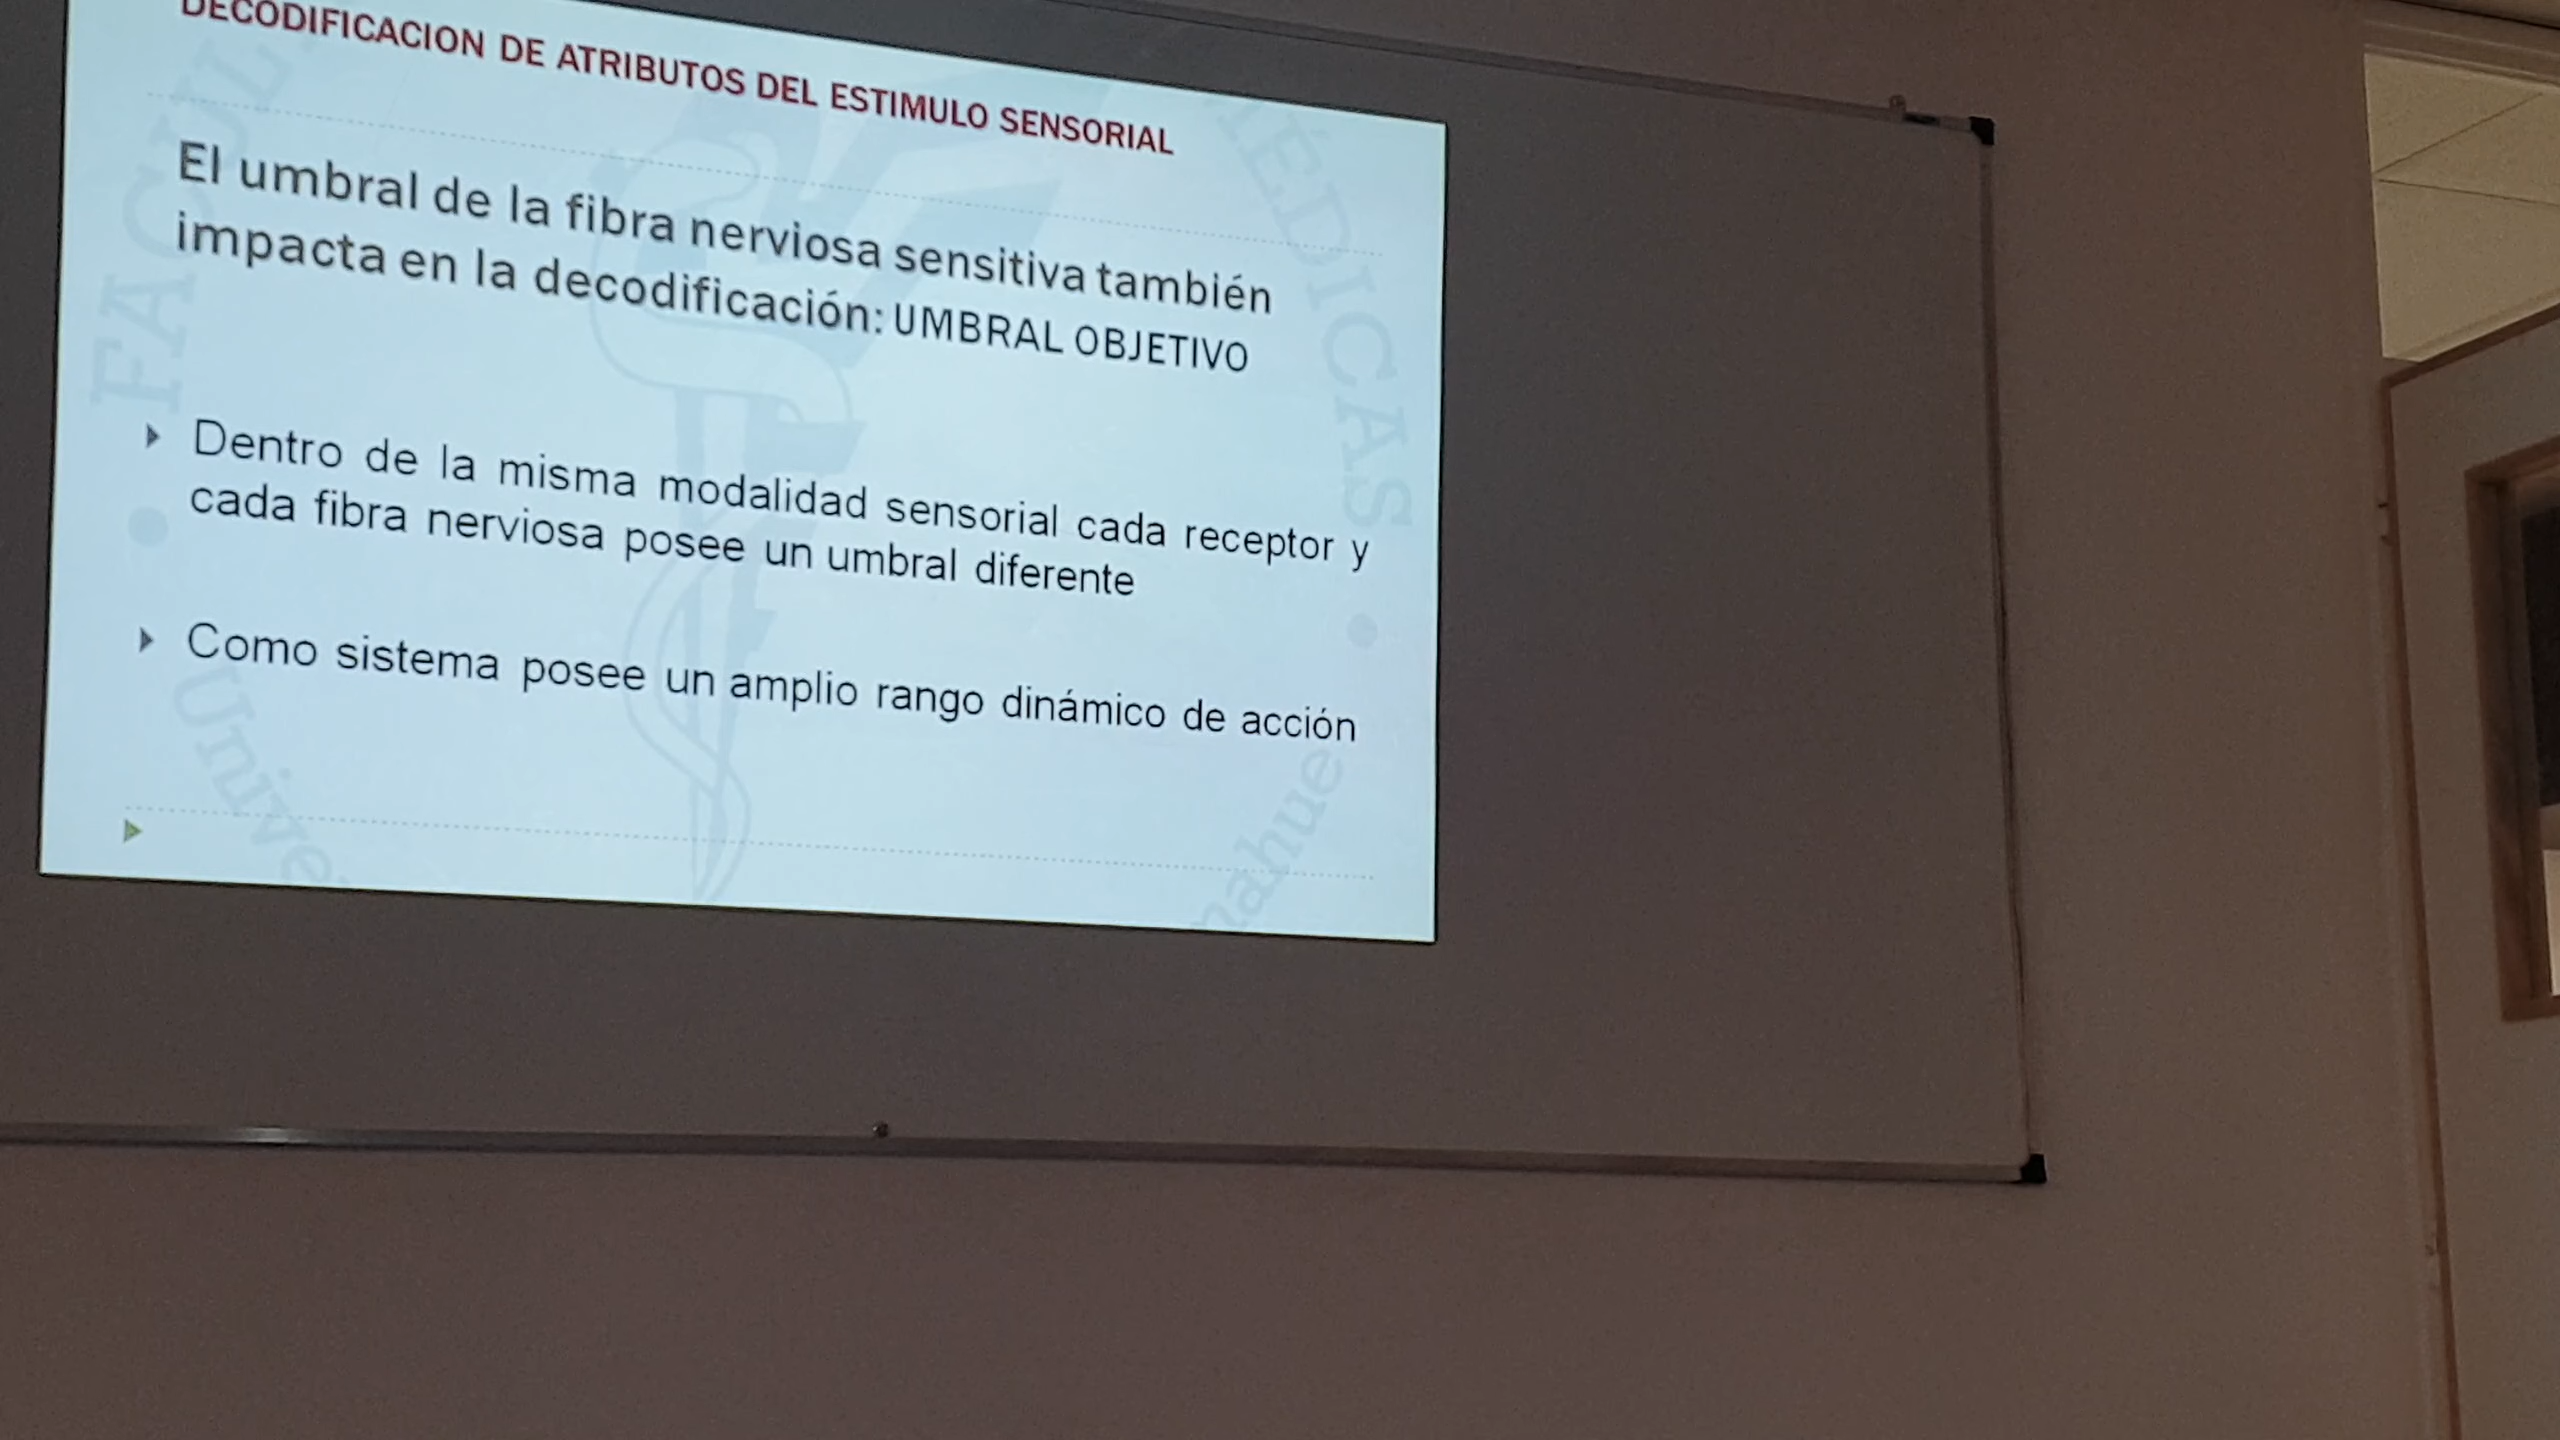 DECODIFICACION DE ATRIBUTOS DEL ESTIMULO SENSORIAL
El umbral de la fibra nerviosa sensitiva también
impacta en la decodificación: UMBRAL OBJETIVO
Dentro de la misma modalidad sensorial cada receptor y
cada fibra nerviosa posee un umbral diferente
Como sistema posee un amplio rango dinámico de acción